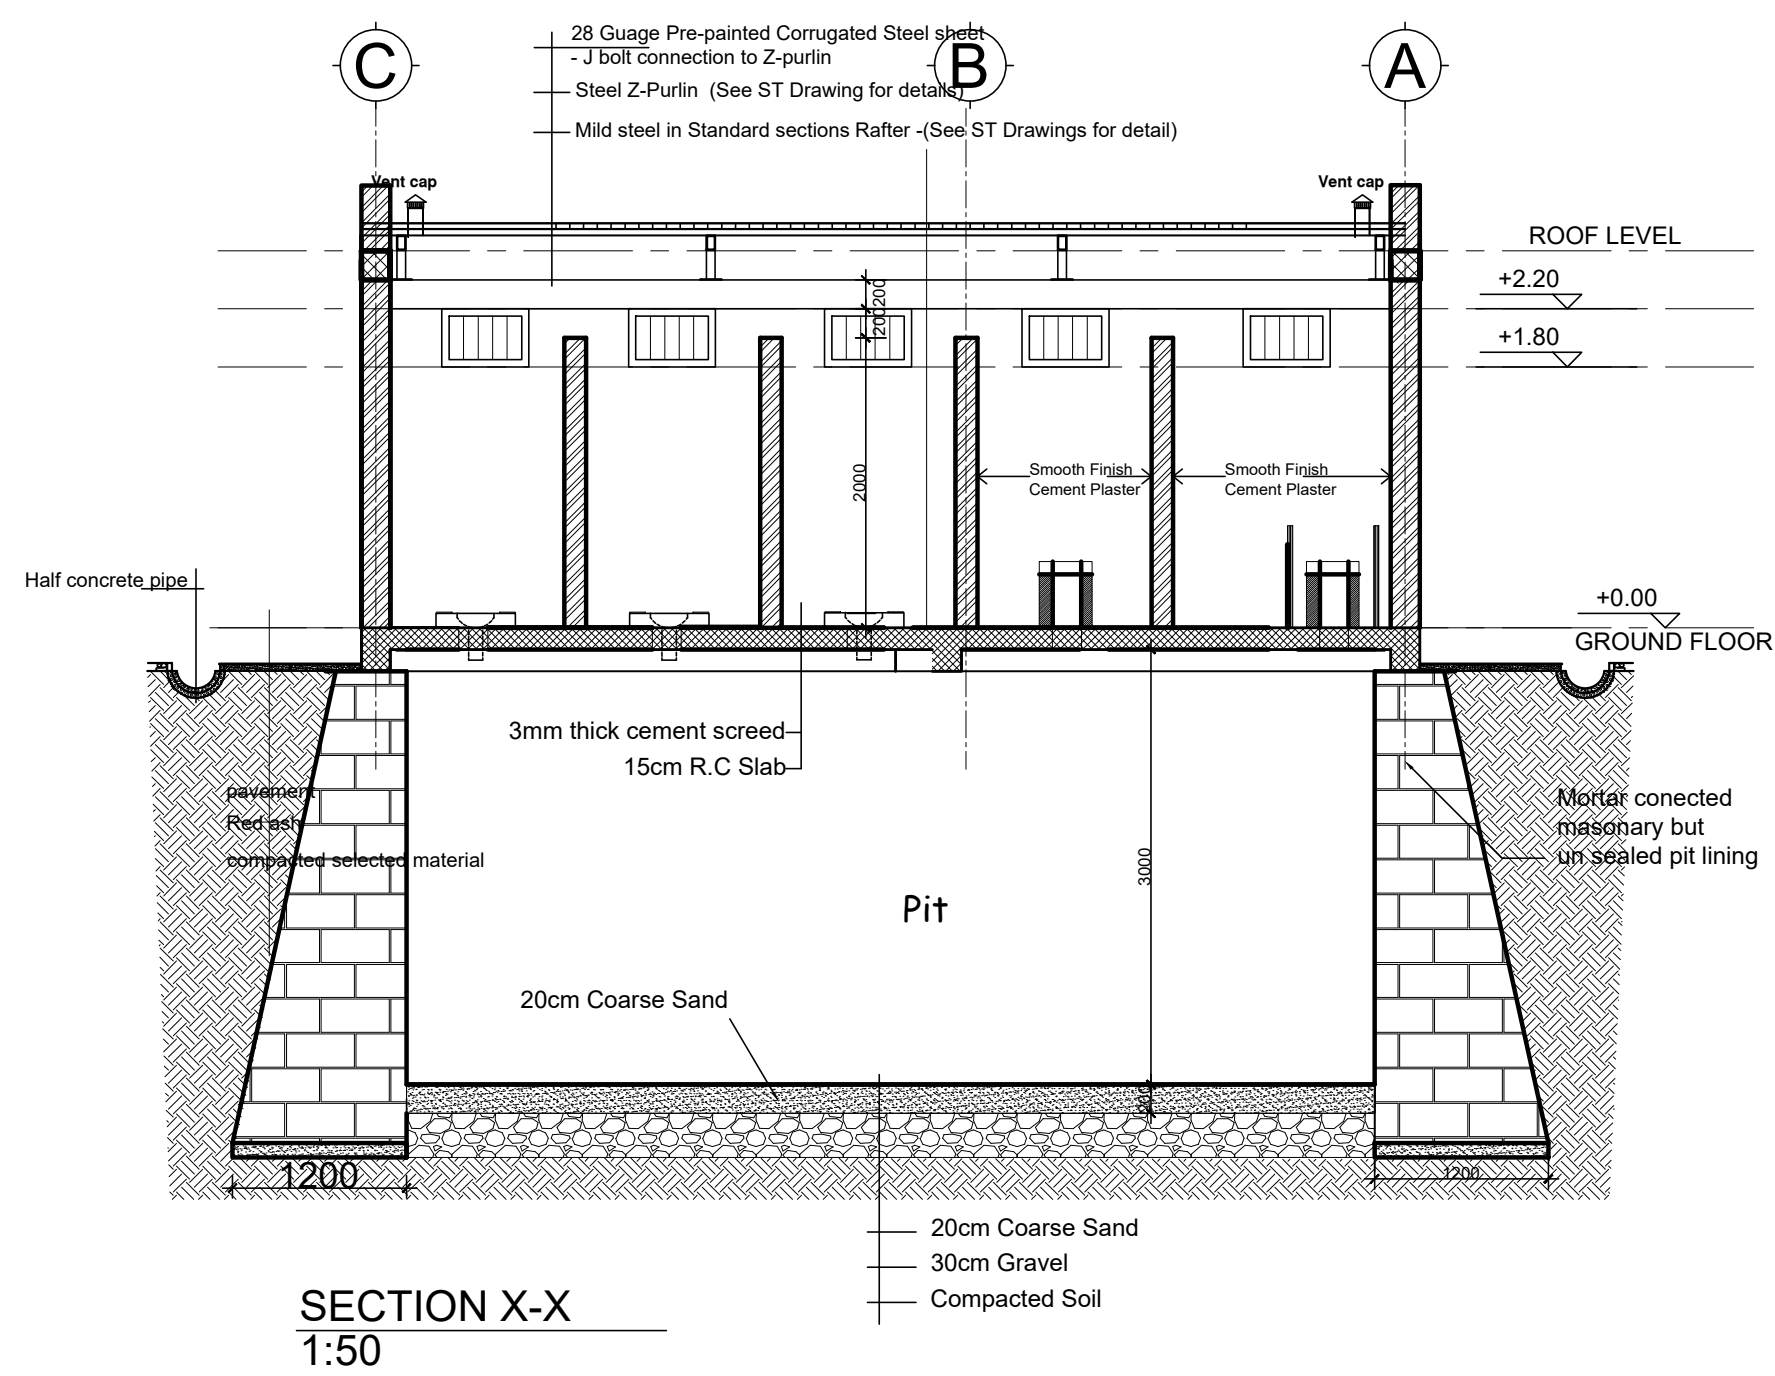 C
B
A
28 Guage Pre-painted Corrugated Steel sheet
- J bolt connection to Z-purlin
Steel Z-Purlin (See ST Drawing for details)
Mild steel in Standard sections Rafter -(See ST Drawings for detail)
Vent cap
Vent cap
ROOF LEVEL
+2.20
+1.80
200
200
2000
Smooth Finish
Cement Plaster
Smooth Finish
Cement Plaster
Half concrete pipe
+0.00
GROUND FLOOR
3mm thick cement screed
15cm R.C Slab
pavement
Red ash
compacted selected material
Mortar conected
masonary but
un sealed pit lining
3000
Pit
20cm Coarse Sand
200
1200
1200
20cm Coarse Sand
30cm Gravel
Compacted Soil
SECTION X-X
1:50